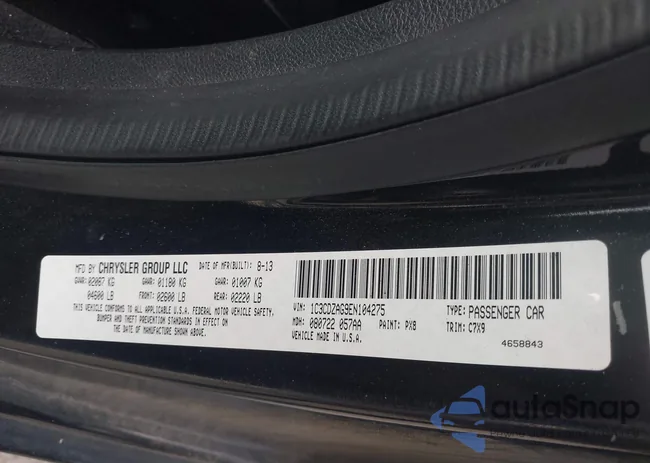 MFD BY CHRYSLER GROUP LLC DATE OF MFR(BUILT): 8-13
GVWR:02087 KG GAWR:01180 KG GAWR:01007 KG
04600 LB FRONT:02600 LB REAR:02220 LB
THIS VEHICLE CONFORMS TO ALL APPLICABLE U.S.A. FEDERAL MOTOR VEHICLE SAFETY,
BUMPER AND THEFT PREVENTION STANDARDS IN EFFECT ON
THE DATE OF MANUFACTURE SHOWN ABOVE.
VIN: 1C3CDZAG9EN104275 TYPE: PASSENGER CAR
MDH: 080722 057AA PAINT: PX8 TRIM: C7X9
VEHICLE MADE IN U.S.A. 4658843
autoSnap